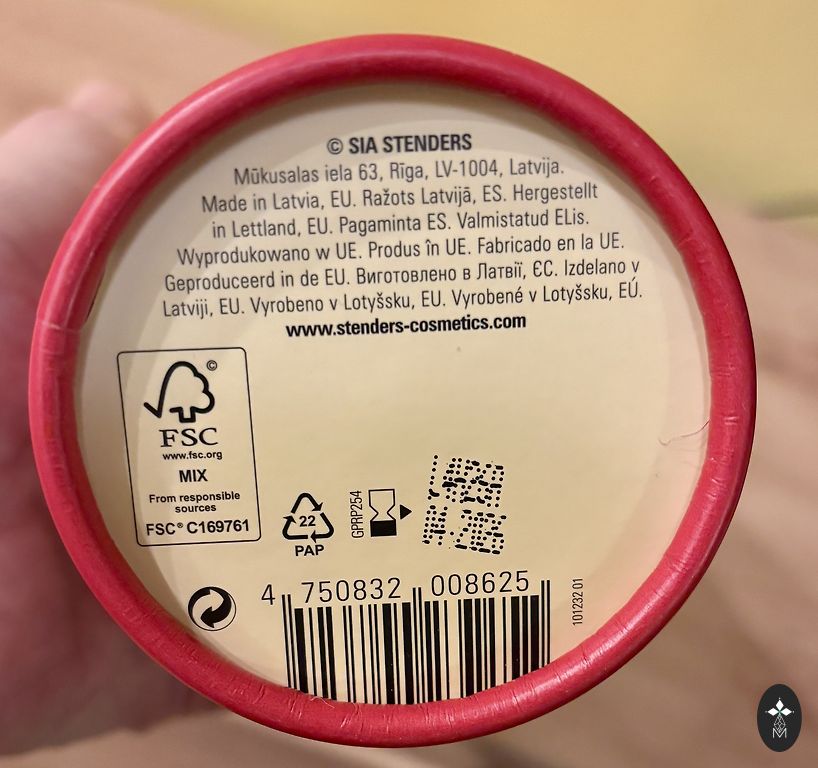 © SIA STENDERS
Mūkusalas iela 63, Rīga, LV-1004, Latvija.
Made in Latvia, EU. Ražots Latvijā, ES. Hergestellt
in Lettland, EU. Pagaminta ES. Valmistatud ELis.
Wyprodukowano w UE. Produs în UE. Fabricado en la UE.
Geproduceerd in de EU. Виготовлено в Латвії, ЄС. Izdelano v
Latviji, EU. Vyrobeno v Lotyšsku, EU. Vyrobené v Lotyšsku, EÚ.
www.stenders-cosmetics.com
©
FSC
www.fsc.org
MIX
From responsible
sources
FSC® C169761
22
PAP
GPRP254
4 750832 008625
101232 01
M